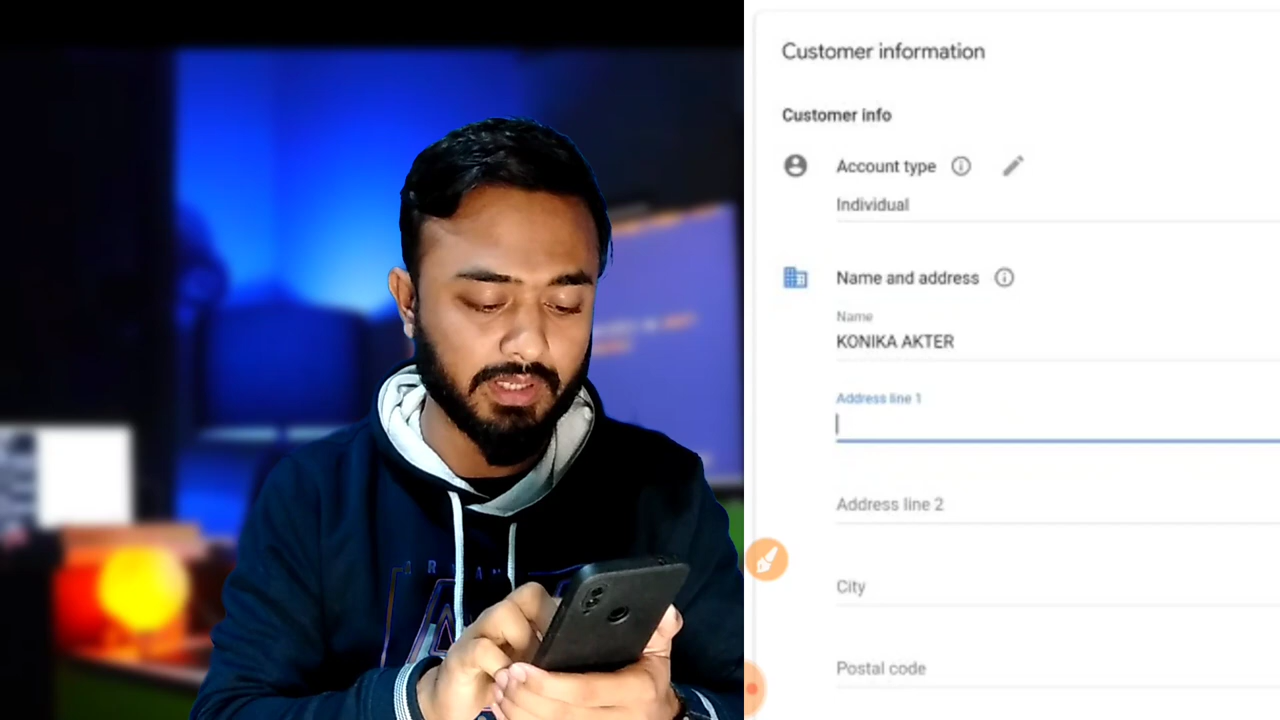 Customer information
Customer info
Account type
Individual
Name and address
Name
KONIKA AKTER
Address line 1
Address line 2
City
Postal code